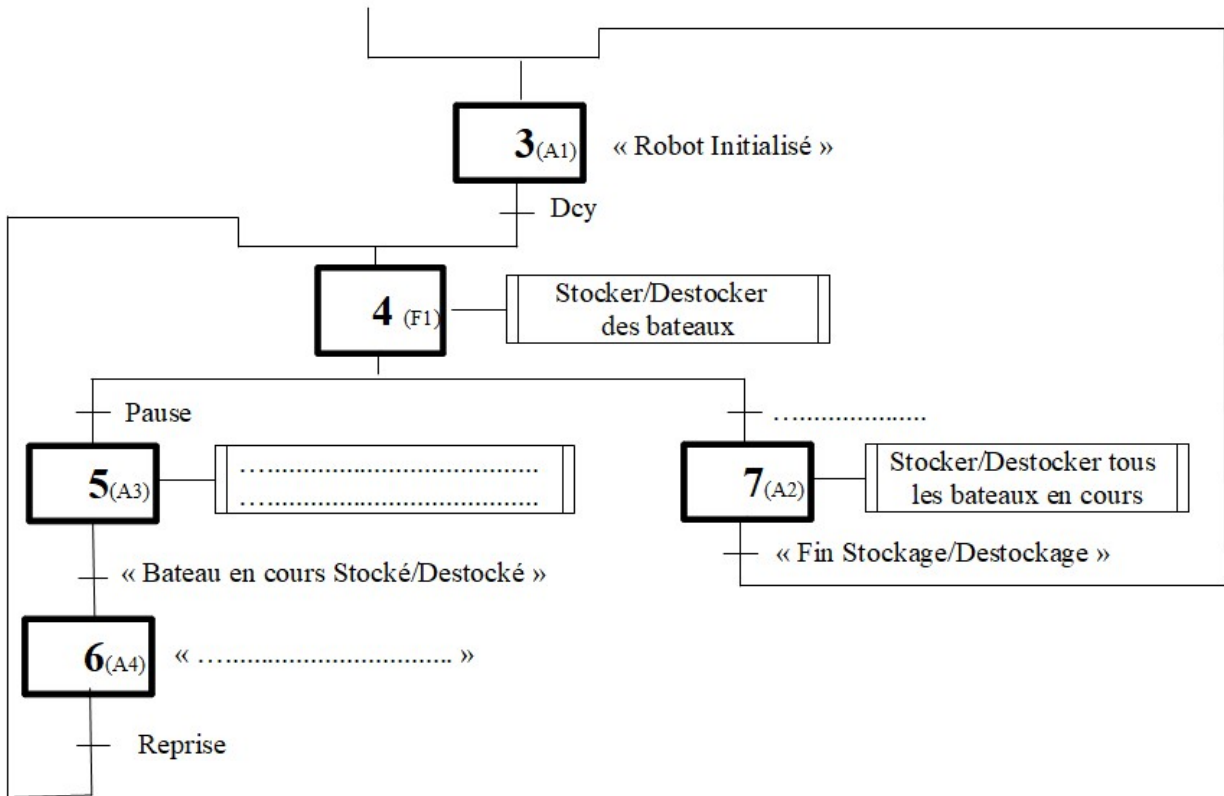 3(A1)
« Robot Initialisé »
Dcy
4 (F1)
Stocker/Destocker
des bateaux
Pause
….....................
5(A3)
….......................................
….......................................
7(A2)
Stocker/Destocker tous
les bateaux en cours
« Bateau en cours Stocké/Destocké »
« Fin Stockage/Destockage »
6(A4)
« …................................ »
Reprise